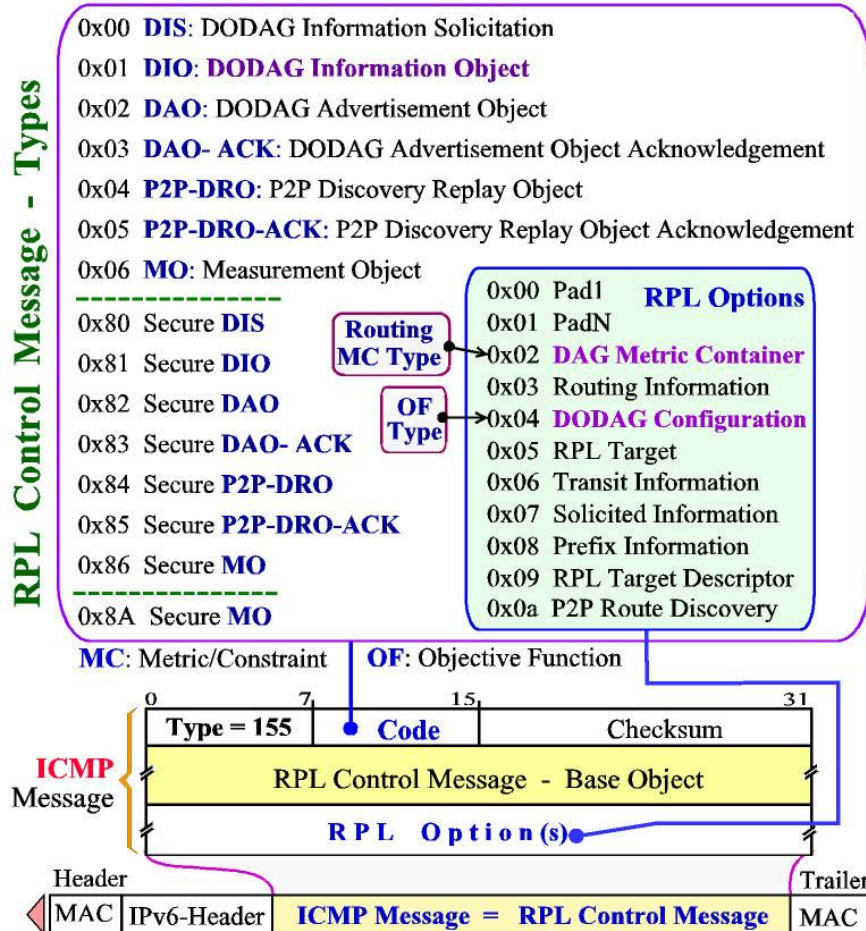 RPL Control Message - Types
0x00 DIS: DODAG Information Solicitation
0x01 DIO: DODAG Information Object
0x02 DAO: DODAG Advertisement Object
0x03 DAO- ACK: DODAG Advertisement Object Acknowledgement
0x04 P2P-DRO: P2P Discovery Replay Object
0x05 P2P-DRO-ACK: P2P Discovery Replay Object Acknowledgement
0x06 MO: Measurement Object
0x80 Secure DIS
0x81 Secure DIO
0x82 Secure DAO
0x83 Secure DAO- ACK
0x84 Secure P2P-DRO
0x85 Secure P2P-DRO-ACK
0x86 Secure MO
0x8A Secure MO
Routing
MC Type
OF
Type
RPL Options
0x00 Pad1
0x01 PadN
0x02 DAG Metric Container
0x03 Routing Information
0x04 DODAG Configuration
0x05 RPL Target
0x06 Transit Information
0x07 Solicited Information
0x08 Prefix Information
0x09 RPL Target Descriptor
0x0a P2P Route Discovery
MC: Metric/Constraint OF: Objective Function
0 7 15 31
Type = 155 Code Checksum
ICMP
Message
RPL Control Message - Base Object
RPL Option(s)
Header Trailer
MAC IPv6-Header ICMP Message = RPL Control Message MAC